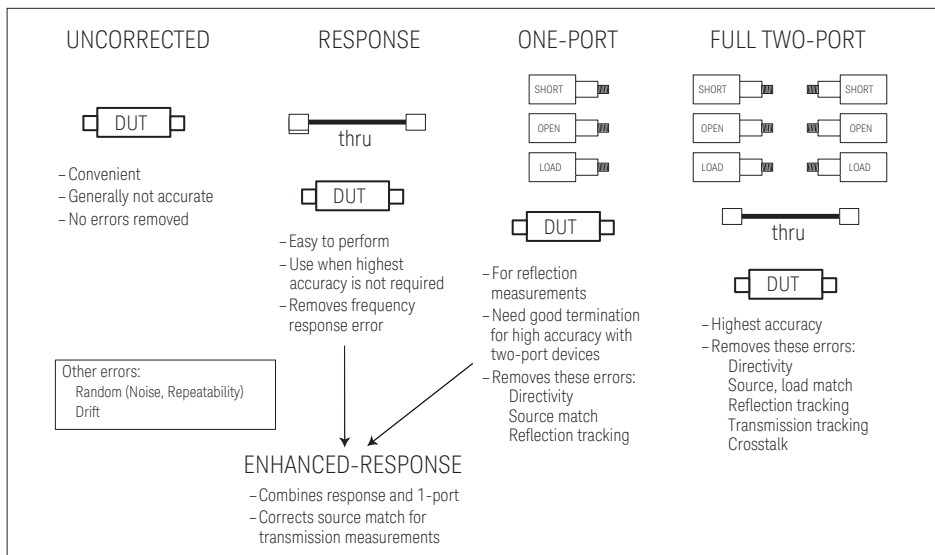 UNCORRECTED
DUT
– Convenient
– Generally not accurate
– No errors removed
RESPONSE
thru
DUT
– Easy to perform
– Use when highest
accuracy is not required
– Removes frequency
response error
ONE-PORT
SHORT
OPEN
LOAD
DUT
– For reflection
measurements
– Need good termination
for high accuracy with
two-port devices
– Removes these errors:
Directivity
Source match
Reflection tracking
FULL TWO-PORT
SHORT
SHORT
OPEN
OPEN
LOAD
LOAD
thru
DUT
– Highest accuracy
– Removes these errors:
Directivity
Source, load match
Reflection tracking
Transmission tracking
Crosstalk
Other errors:
Random (Noise, Repeatability)
Drift
ENHANCED-RESPONSE
– Combines response and 1-port
– Corrects source match for
transmission measurements